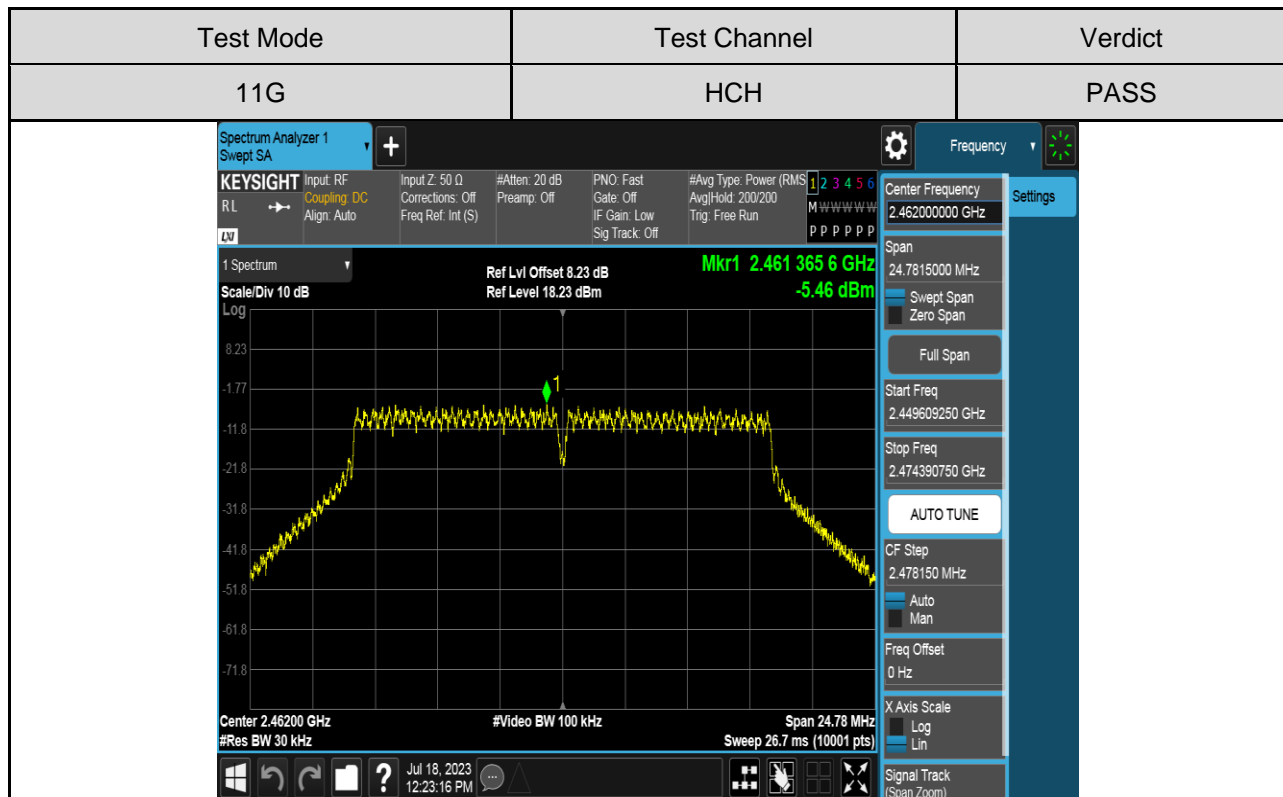 Test Mode Test Channel Verdict
11G HCH PASS
Spectrum Analyzer 1
Swept SA
+
Frequency
KEYSIGHT
R L
LXI
Input: RF
Coupling: DC
Align: Auto
Input Z: 50 Ω
Corrections: Off
Freq Ref: Int (S)
#Atten: 20 dB
Preamp: Off
PNO: Fast
Gate: Off
IF Gain: Low
Sig Track: Off
#Avg Type: Power (RMS
Avg|Hold: 200/200
Trig: Free Run
1 2 3 4 5 6
M W W W W W
P P P P P P
1 Spectrum
Scale/Div 10 dB
Ref Lvl Offset 8.23 dB
Ref Level 18.23 dBm
Mkr1 2.461 365 6 GHz
-5.46 dBm
Log
8.23
-1.77
-11.8
-21.8
-31.8
-41.8
-51.8
-61.8
-71.8
1
Center 2.46200 GHz
#Res BW 30 kHz
#Video BW 100 kHz
Span 24.78 MHz
Sweep 26.7 ms (10001 pts)
Center Frequency
2.462000000 GHz
Settings
Span
24.7815000 MHz
Swept Span
Zero Span
Full Span
Start Freq
2.449609250 GHz
Stop Freq
2.474390750 GHz
AUTO TUNE
CF Step
2.478150 MHz
Auto
Man
Freq Offset
0 Hz
X Axis Scale
Log
Lin
Signal Track
(Span Zoom)
?
Jul 18, 2023
12:23:16 PM